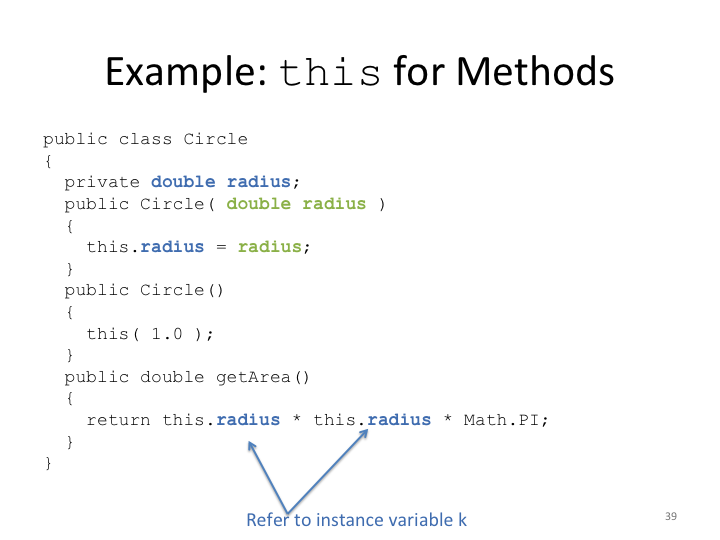 Example: this for Methods
public class Circle
{
  private double radius;
  public Circle( double radius )
  {
    this.radius = radius;
  }
  public Circle()
  {
    this( 1.0 );
  }
  public double getArea()
  {
    return this.radius * this.radius * Math.PI;
  }
}
Refer to instance variable k
39